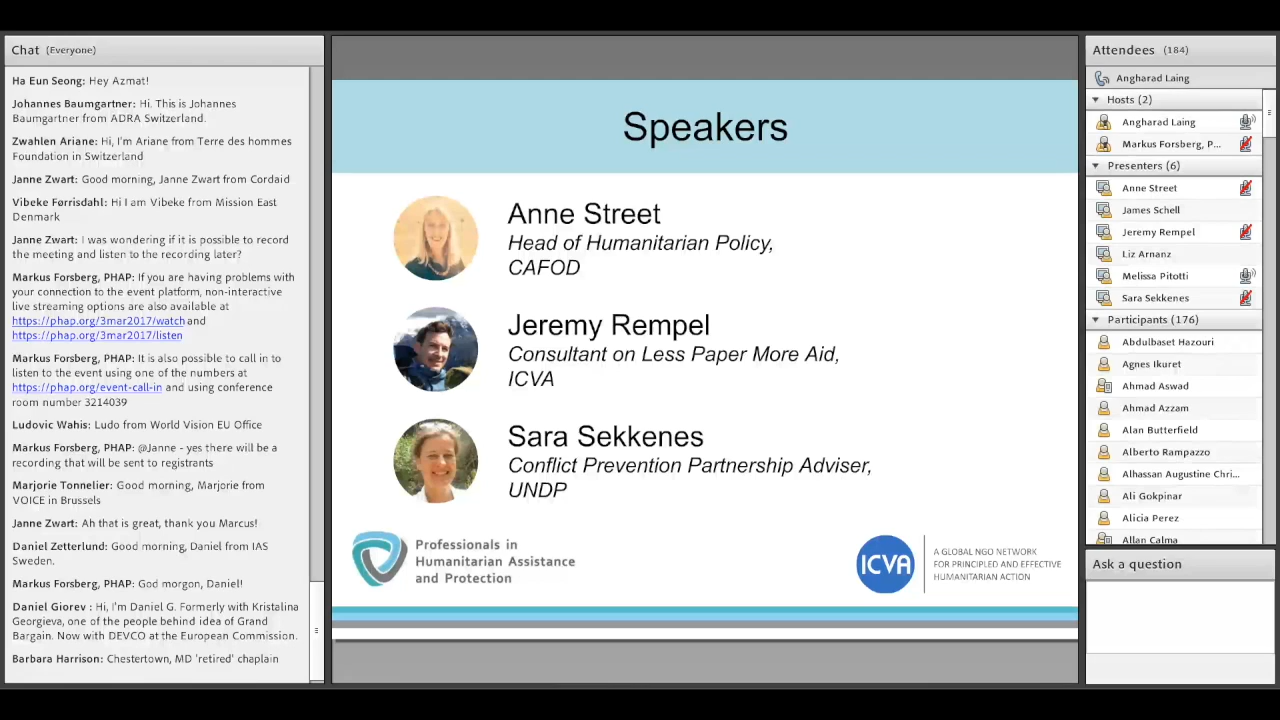 Chat (Everyone)
Ha Eun Seong: Hey Azmat!
Johannes Baumgartner: Hi. This is Johannes
Baumgartner from ADRA Switzerland.
Zwahlen Ariane: Hi, I'm Ariane from Terre des hommes
Foundation in Switzerland
Janne Zwart: Good morning, Janne Zwart from Cordaid
Vibeke Førrisdahl: Hi I am Vibeke from Mission East
Denmark
Janne Zwart: I was wondering if it is possible to record
the meeting and listen to the recording later?
Markus Forsberg, PHAP: If you are having problems with
your connection to the event platform, non-interactive
live streaming options are also available at
https://phap.org/3mar2017/watch and
https://phap.org/3mar2017/listen
Markus Forsberg, PHAP: It is also possible to call in to
listen to the event using one of the numbers at
https://phap.org/event-call-in and using conference
room number 3214039
Ludovic Wahis: Ludo from World Vision EU Office
Markus Forsberg, PHAP: @Janne - yes there will be a
recording that will be sent to registrants
Marjorie Tonnelier: Good morning, Marjorie from
VOICE in Brussels
Janne Zwart: Ah that is great, thank you Marcus!
Daniel Zetterlund: Good morning, Daniel from IAS
Sweden.
Markus Forsberg, PHAP: God morgon, Daniel!
Daniel Giorev : Hi, I'm Daniel G. Formerly with Kristalina
Georgieva, one of the people behind idea of Grand
Bargain. Now with DEVCO at the European Commission.
Barbara Harrison: Chestertown, MD 'retired' chaplain
Speakers
Anne Street
Head of Humanitarian Policy,
CAFOD
Jeremy Rempel
Consultant on Less Paper More Aid,
ICVA
Sara Sekkenes
Conflict Prevention Partnership Adviser,
UNDP
Professionals in
Humanitarian Assistance
and Protection
ICVA
A GLOBAL NGO NETWORK
FOR PRINCIPLED AND EFFECTIVE
HUMANITARIAN ACTION
Attendees (184)
Angharad Laing
Hosts (2)
Angharad Laing
Markus Forsberg, P...
Presenters (6)
Anne Street
James Schell
Jeremy Rempel
Liz Arnanz
Melissa Pitotti
Sara Sekkenes
Participants (176)
Abdulbaset Hazouri
Agnes Ikuret
Ahmad Aswad
Ahmad Azzam
Alan Butterfield
Alberto Rampazzo
Alhassan Augustine Chri...
Ali Gokpinar
Alicia Perez
Allan Calma
Ask a question